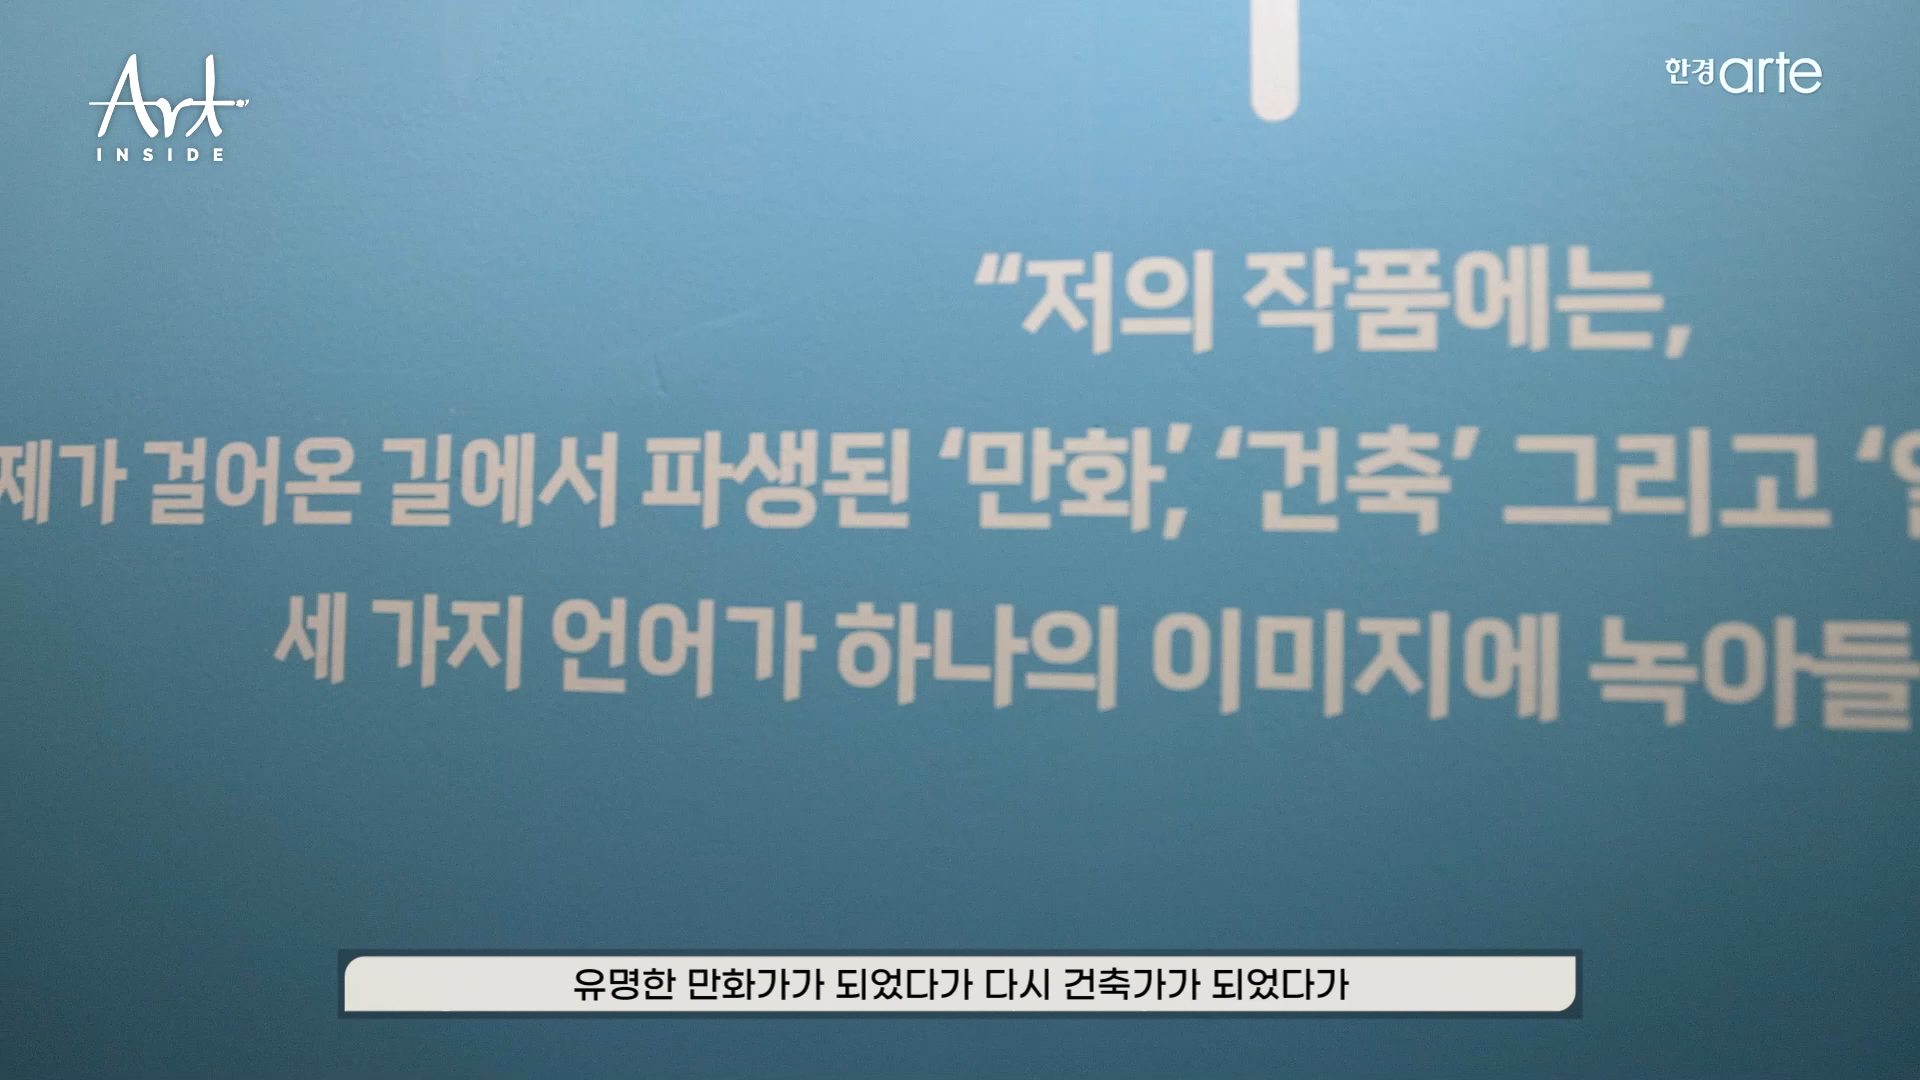 Art
INSIDE
한경arte
“저의 작품에는,
제가 걸어온 길에서 파생된 ‘만화’, ‘건축’ 그리고
세 가지 언어가 하나의 이미지에 녹아들
유명한 만화가가 되었다가 다시 건축가가 되었다가